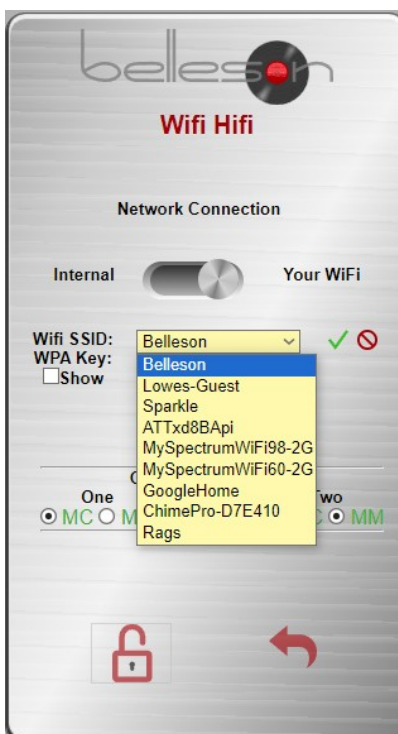 belleson
Wifi Hifi
Network Connection
Internal Your WiFi
Wifi SSID: Belleson
WPA Key:
Show
Belleson
Lowes-Guest
Sparkle
ATTxd8BApi
MySpectrumWiFi98-2G
MySpectrumWiFi60-2G
GoogleHome
ChimePro-D7E410
Rags
One
MC MM